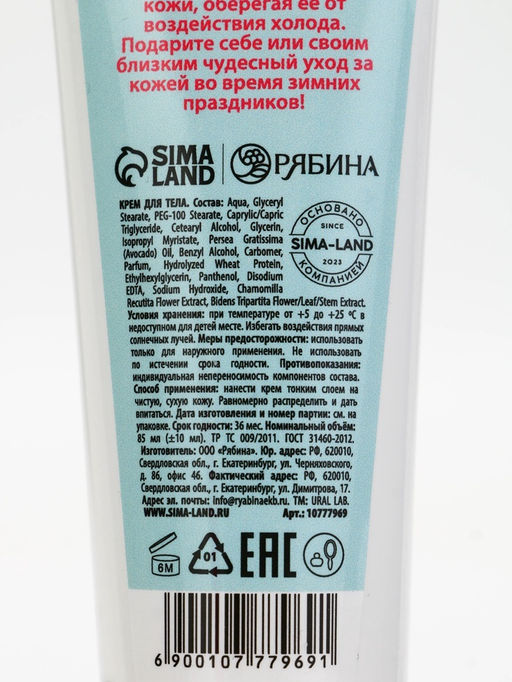 кожи, оберегая её от
воздействия холода.
Подарите себе или своим
близким чудесный уход за
кожей во время зимних
праздников!
SIMA
LAND
РЯБИНА
КРЕМ ДЛЯ ТЕЛА. Состав: Aqua, Glyceryl
Stearate, PEG-100 Stearate, Caprylic/Capric
Triglyceride, Cetearyl Alcohol, Glycerin,
Isopropyl Myristate, Persea Gratissima
(Avocado) Oil, Benzyl Alcohol, Carbomer,
Parfum, Hydrolyzed Wheat Protein,
Ethylhexylglycerin, Panthenol, Disodium
EDTA, Sodium Hydroxide, Chamomilla
Recutita Flower Extract, Bidens Tripartita Flower/Leaf/Stem Extract.
ОСНОВАНО
SINCE
SIMA-LAND
2023
КОМПАНИЕЙ
Условия хранения: при температуре от +5 до +25 ºС в
недоступном для детей месте. Избегать воздействия прямых
солнечных лучей. Меры предосторожности: использовать
только для наружного применения. Не использовать
по истечении срока годности. Противопоказания:
индивидуальная непереносимость компонентов состава.
Способ применения: нанести крем тонким слоем на
чистую, сухую кожу. Равномерно распределить и дать
впитаться. Дата изготовления и номер партии: см. на
упаковке. Срок годности: 36 мес. Номинальный объём:
85 мл (±10 мл). ТР ТС 009/2011. ГОСТ 31460-2012.
Изготовитель: ООО «Рябина». Юр. адрес: РФ, 620010,
Свердловская обл., г. Екатеринбург, ул. Черняховского,
д. 86, офис 46. Фактический адрес: РФ, 620010,
Свердловская обл., г. Екатеринбург, ул. Димитрова, 17.
Адрес эл. почты: info@ryabinaekb.ru. TM: URAL LAB.
WWW.SIMA-LAND.RU Арт.: 10777969
6M
01
EAC
6 900107 779691